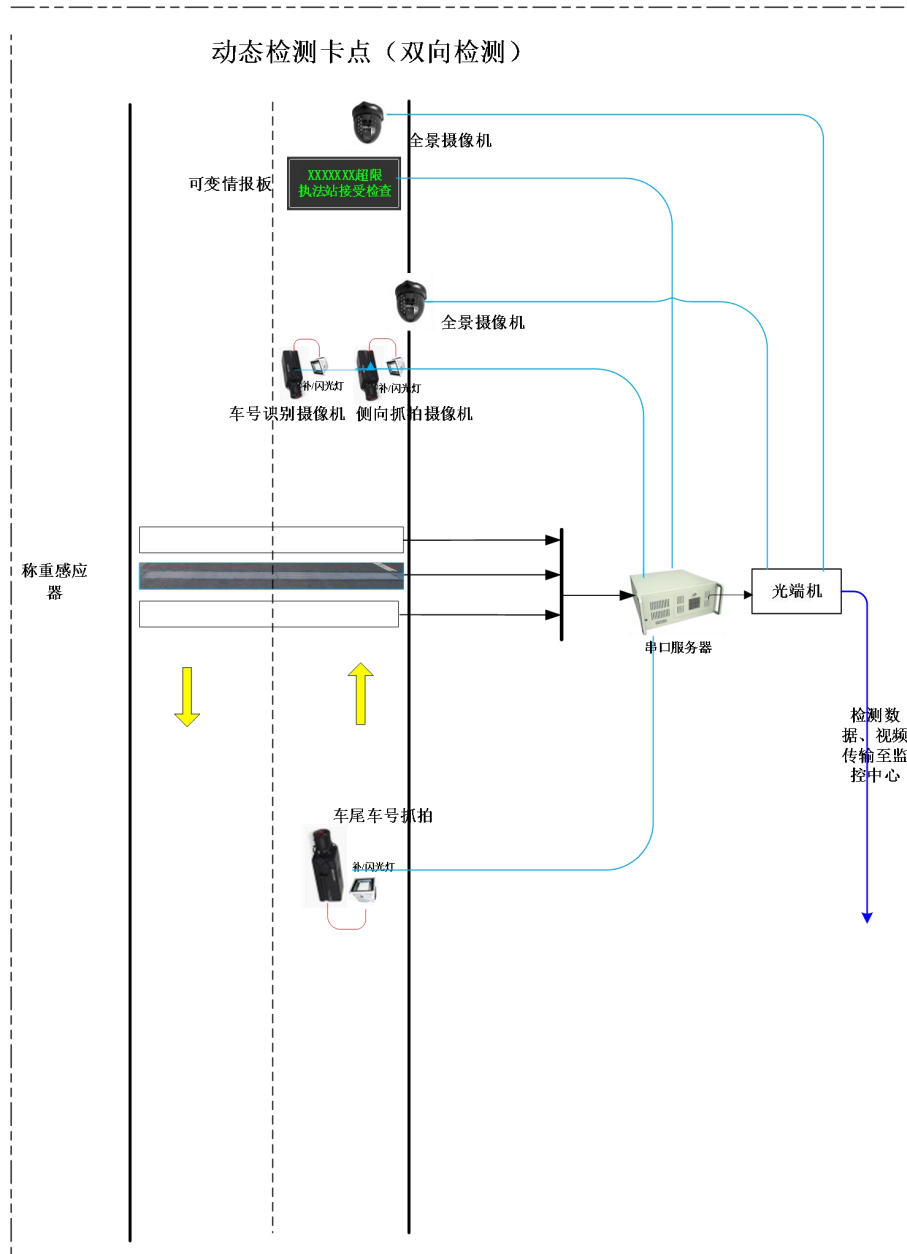 动态检测卡点（双向检测）
全景摄像机
可变情报板
XXXXXXX超限
执法站接受检查
全景摄像机
补/闪光灯
补/闪光灯
车号识别摄像机
侧向抓拍摄像机
称重感应
器
光端机
串口服务器
检测数
据、视频
传输至监
控中心
车尾车号抓拍
补/闪光灯